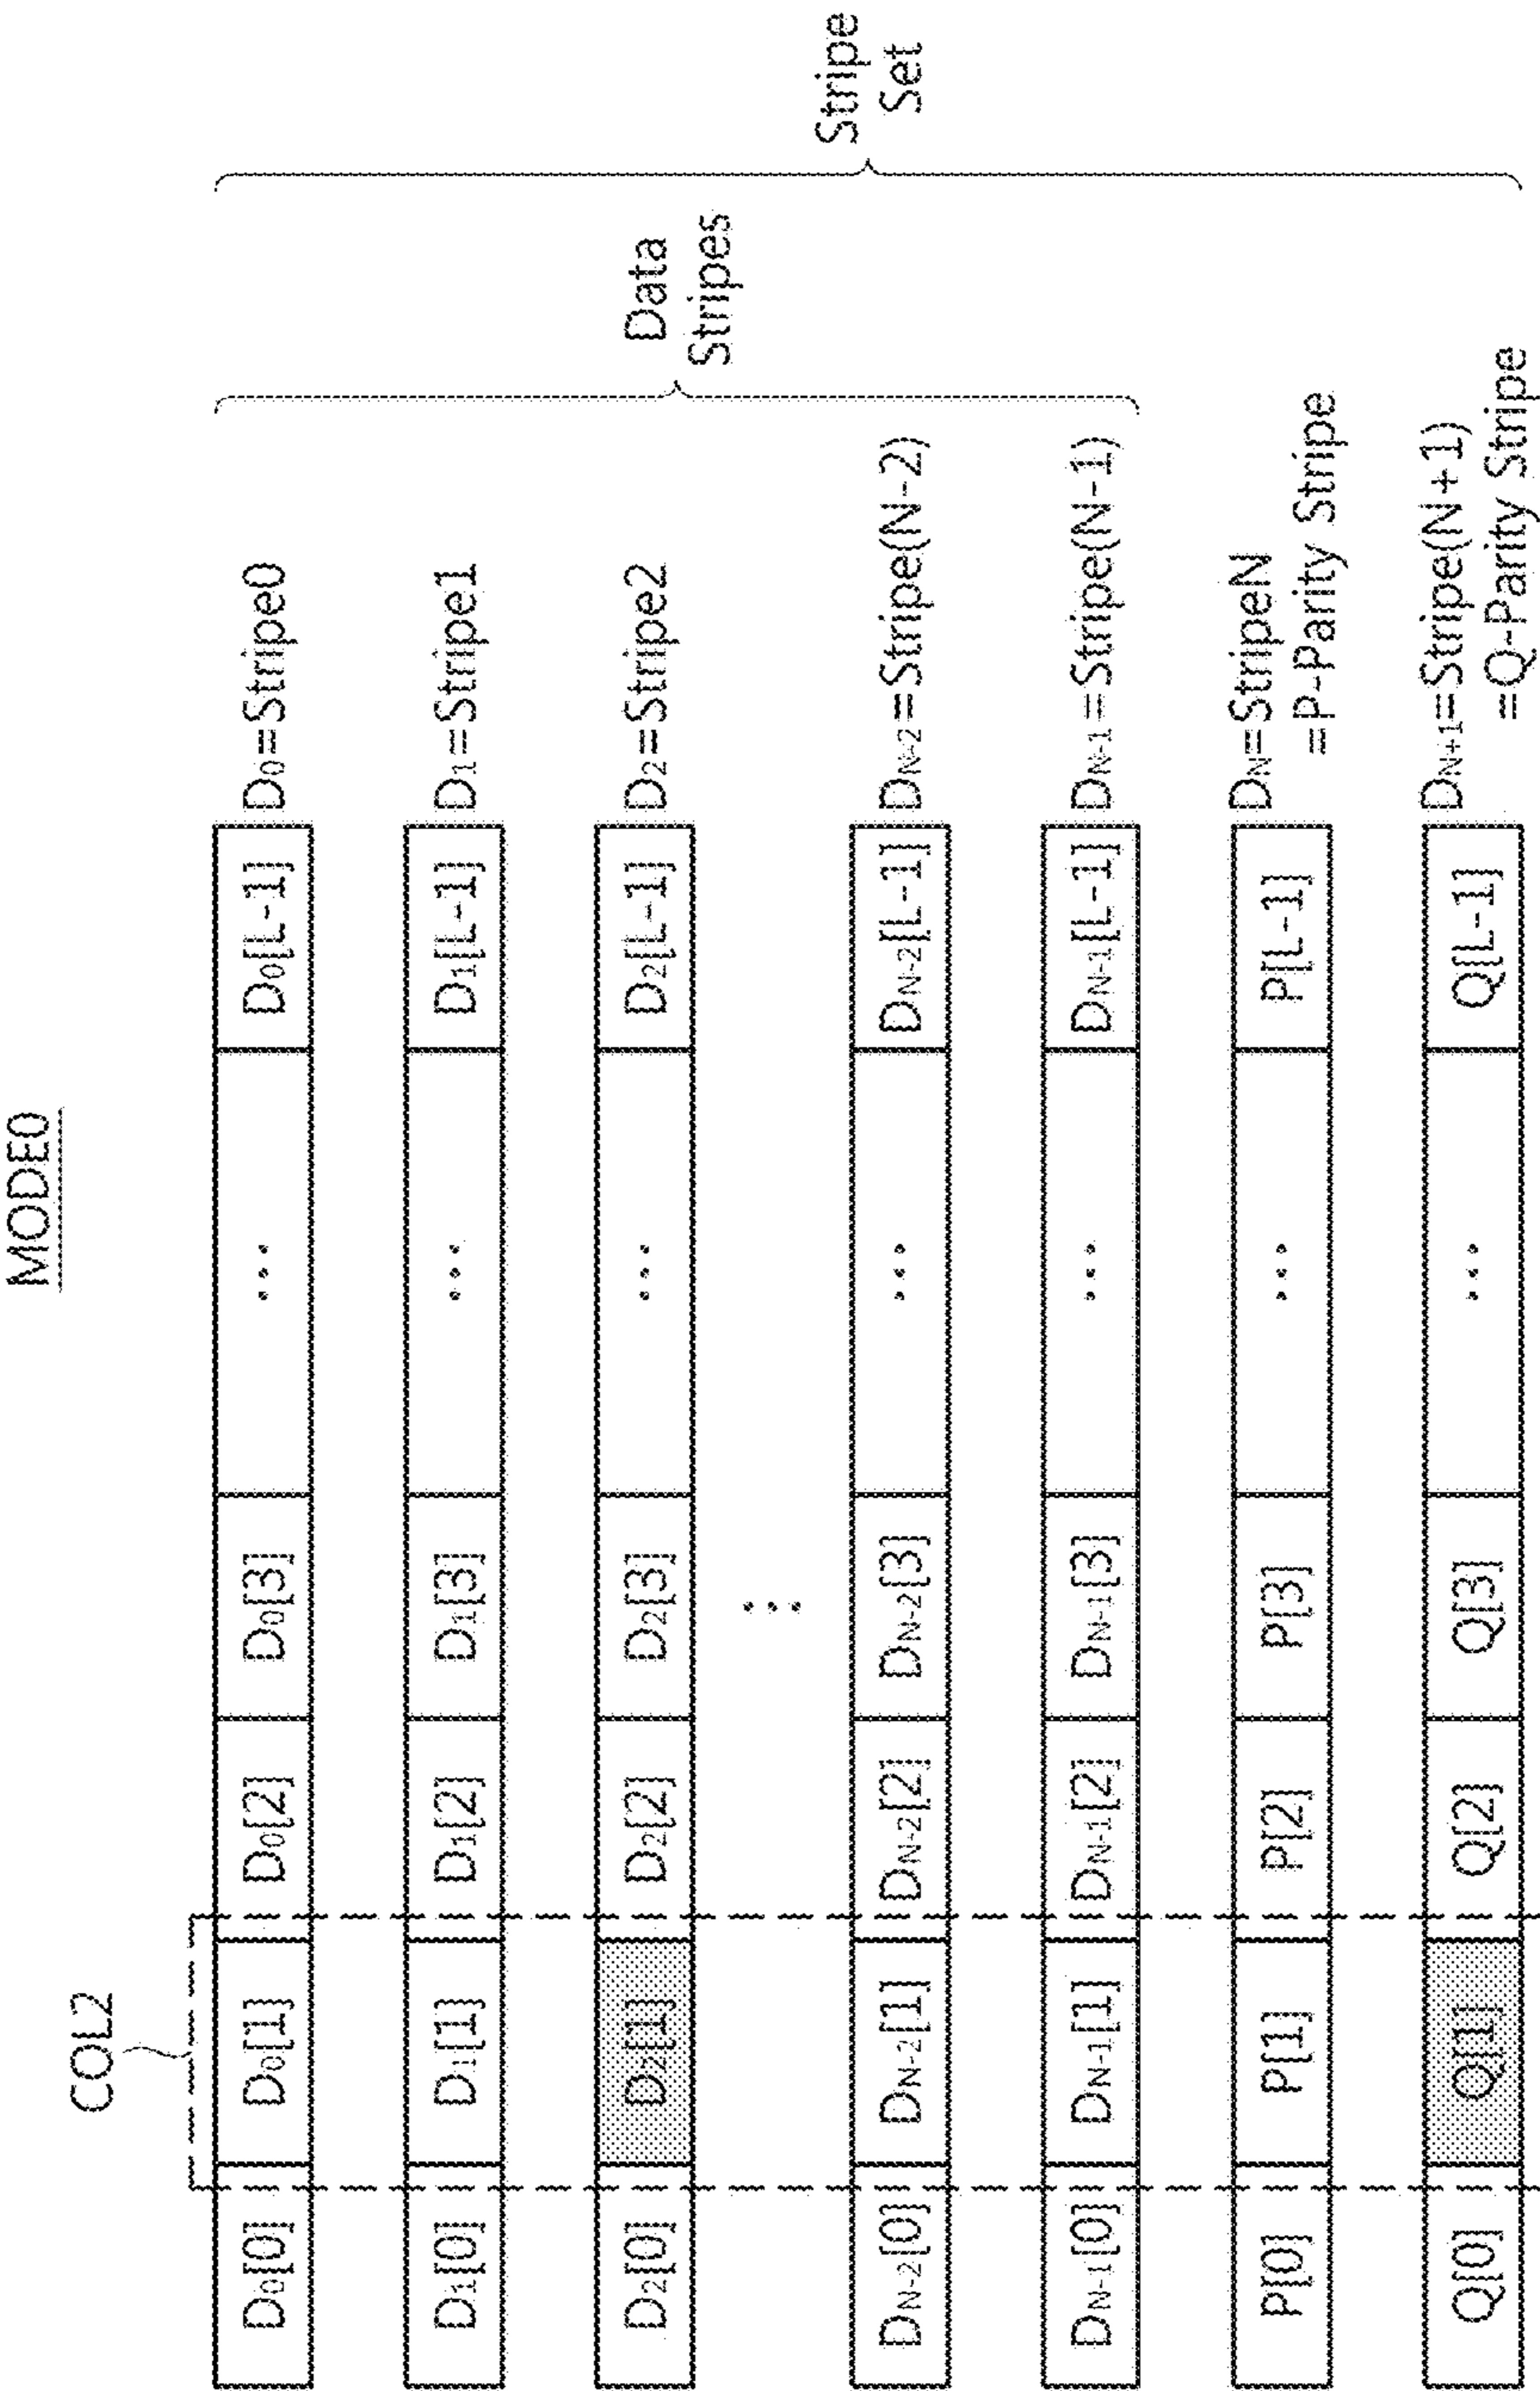 MODE0
COL2
D₀[0] D₀[1] D₀[2] D₀[3] ... D₀[L-1] D₀=Stripe0
D₁[0] D₁[1] D₁[2] D₁[3] ... D₁[L-1] D₁=Stripe1
D₂[0] D₂[1] D₂[2] D₂[3] ... D₂[L-1] D₂=Stripe2
Data
Stripes
Stripe
Set
...
DN-2[0] DN-2[1] DN-2[2] DN-2[3] ... DN-2[L-1] DN-2=Stripe(N-2)
DN-1[0] DN-1[1] DN-1[2] DN-1[3] ... DN-1[L-1] DN-1=Stripe(N-1)
P[0] P[1] P[2] P[3] ... P[L-1] DN=StripeN
=P-Parity Stripe
Q[0] Q[1] Q[2] Q[3] ... Q[L-1] DN+1=Stripe(N+1)
=Q-Parity Stripe